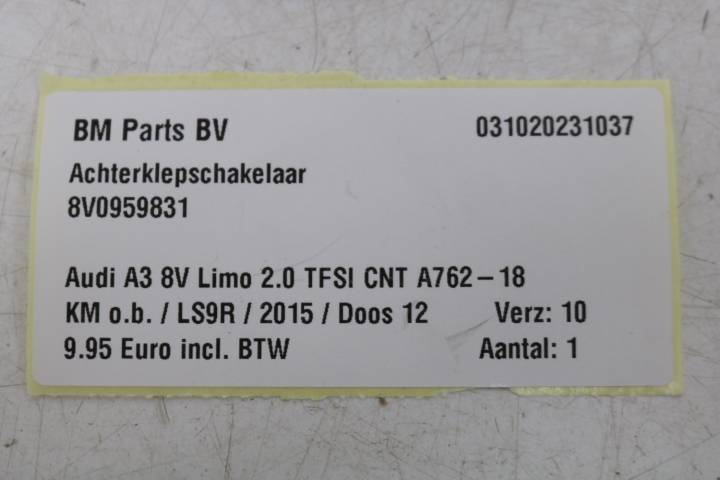 BM Parts BV 031020231037
Achterklepschakelaar
8V0959831
Audi A3 8V Limo 2.0 TFSI CNT A762-18
KM o.b. / LS9R / 2015 / Doos 12 Verz: 10
9.95 Euro incl. BTW Aantal: 1